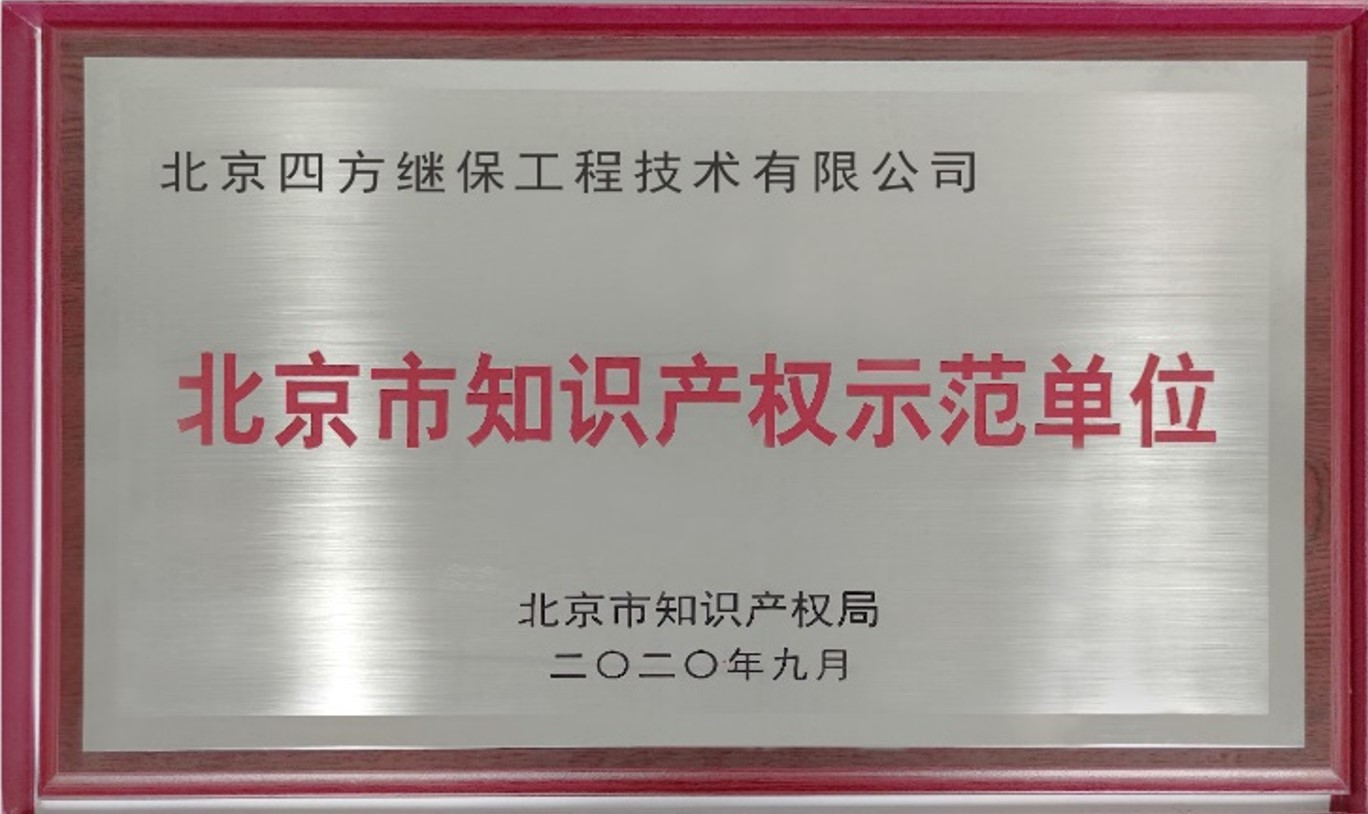 北京四方继保工程技术有限公司
北京市知识产权示范单位
北京市知识产权局
二〇二〇年九月